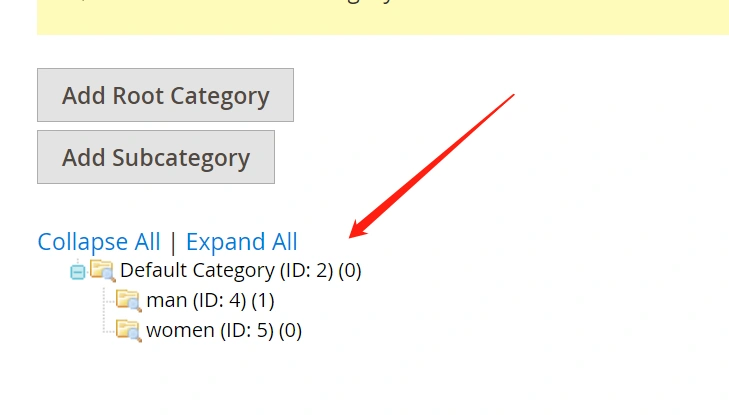 Add Root Category
Add Subcategory
Collapse All | Expand All
Default Category (ID: 2) (0)
man (ID: 4) (1)
women (ID: 5) (0)